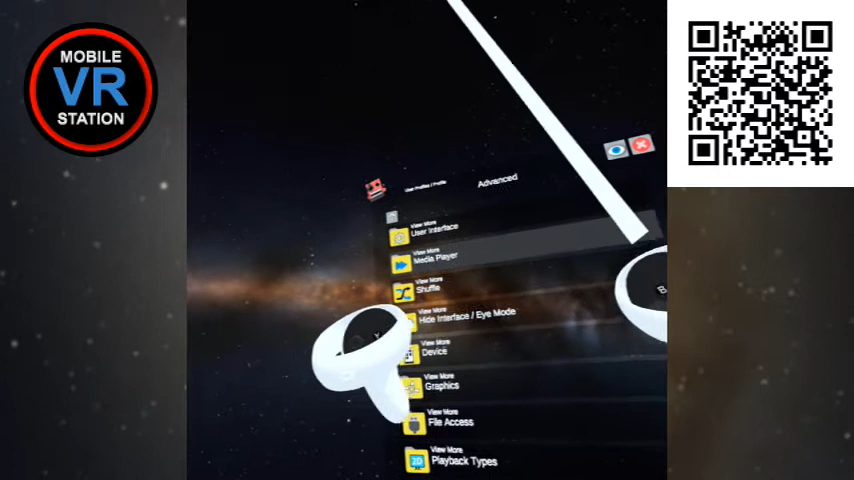 MOBILE
VR
STATION
User Profiles / Profile
Advanced
View More
User Interface
View More
Media Player
View More
Shuffle
View More
Hide Interface / Eye Mode
View More
Device
View More
Graphics
View More
File Access
View More
2D
Playback Types
Y
B